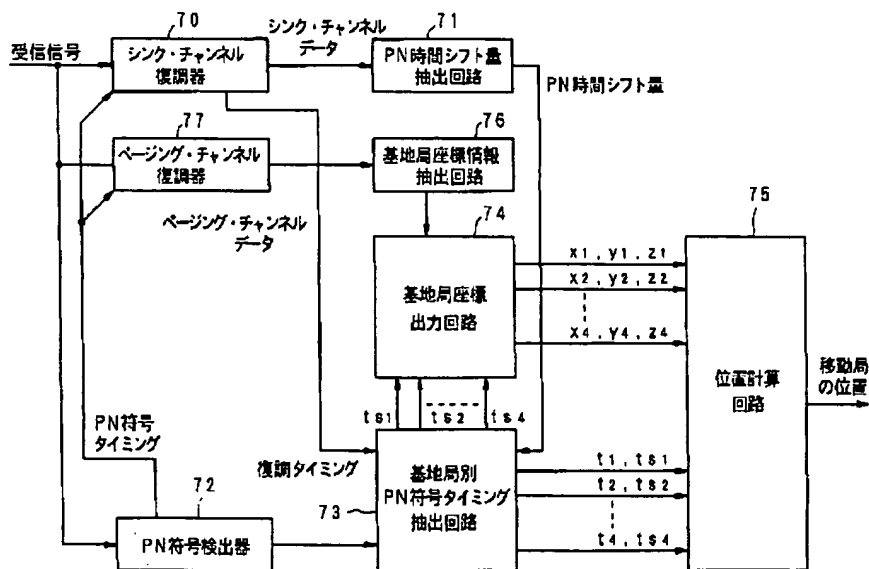 70
シンク・チャンネル
データ
71
受信信号
シンク・チャンネル
復調器
PN時間シフト量
抽出回路
PN時間シフト量
77
76
ページング・チャンネル
復調器
基地局座標情報
抽出回路
ページング・チャンネル
データ
74
75
基地局座標
出力回路
x1, y1, z1
x2, y2, z2
x4, y4, z4
位置計算
回路
移動局
の位置
ts1
ts2
ts4
PN符号
タイミング
復調タイミング
72
73
基地局別
PN符号タイミング
抽出回路
t1, ts1
t2, ts2
t4, ts4
PN符号検出器